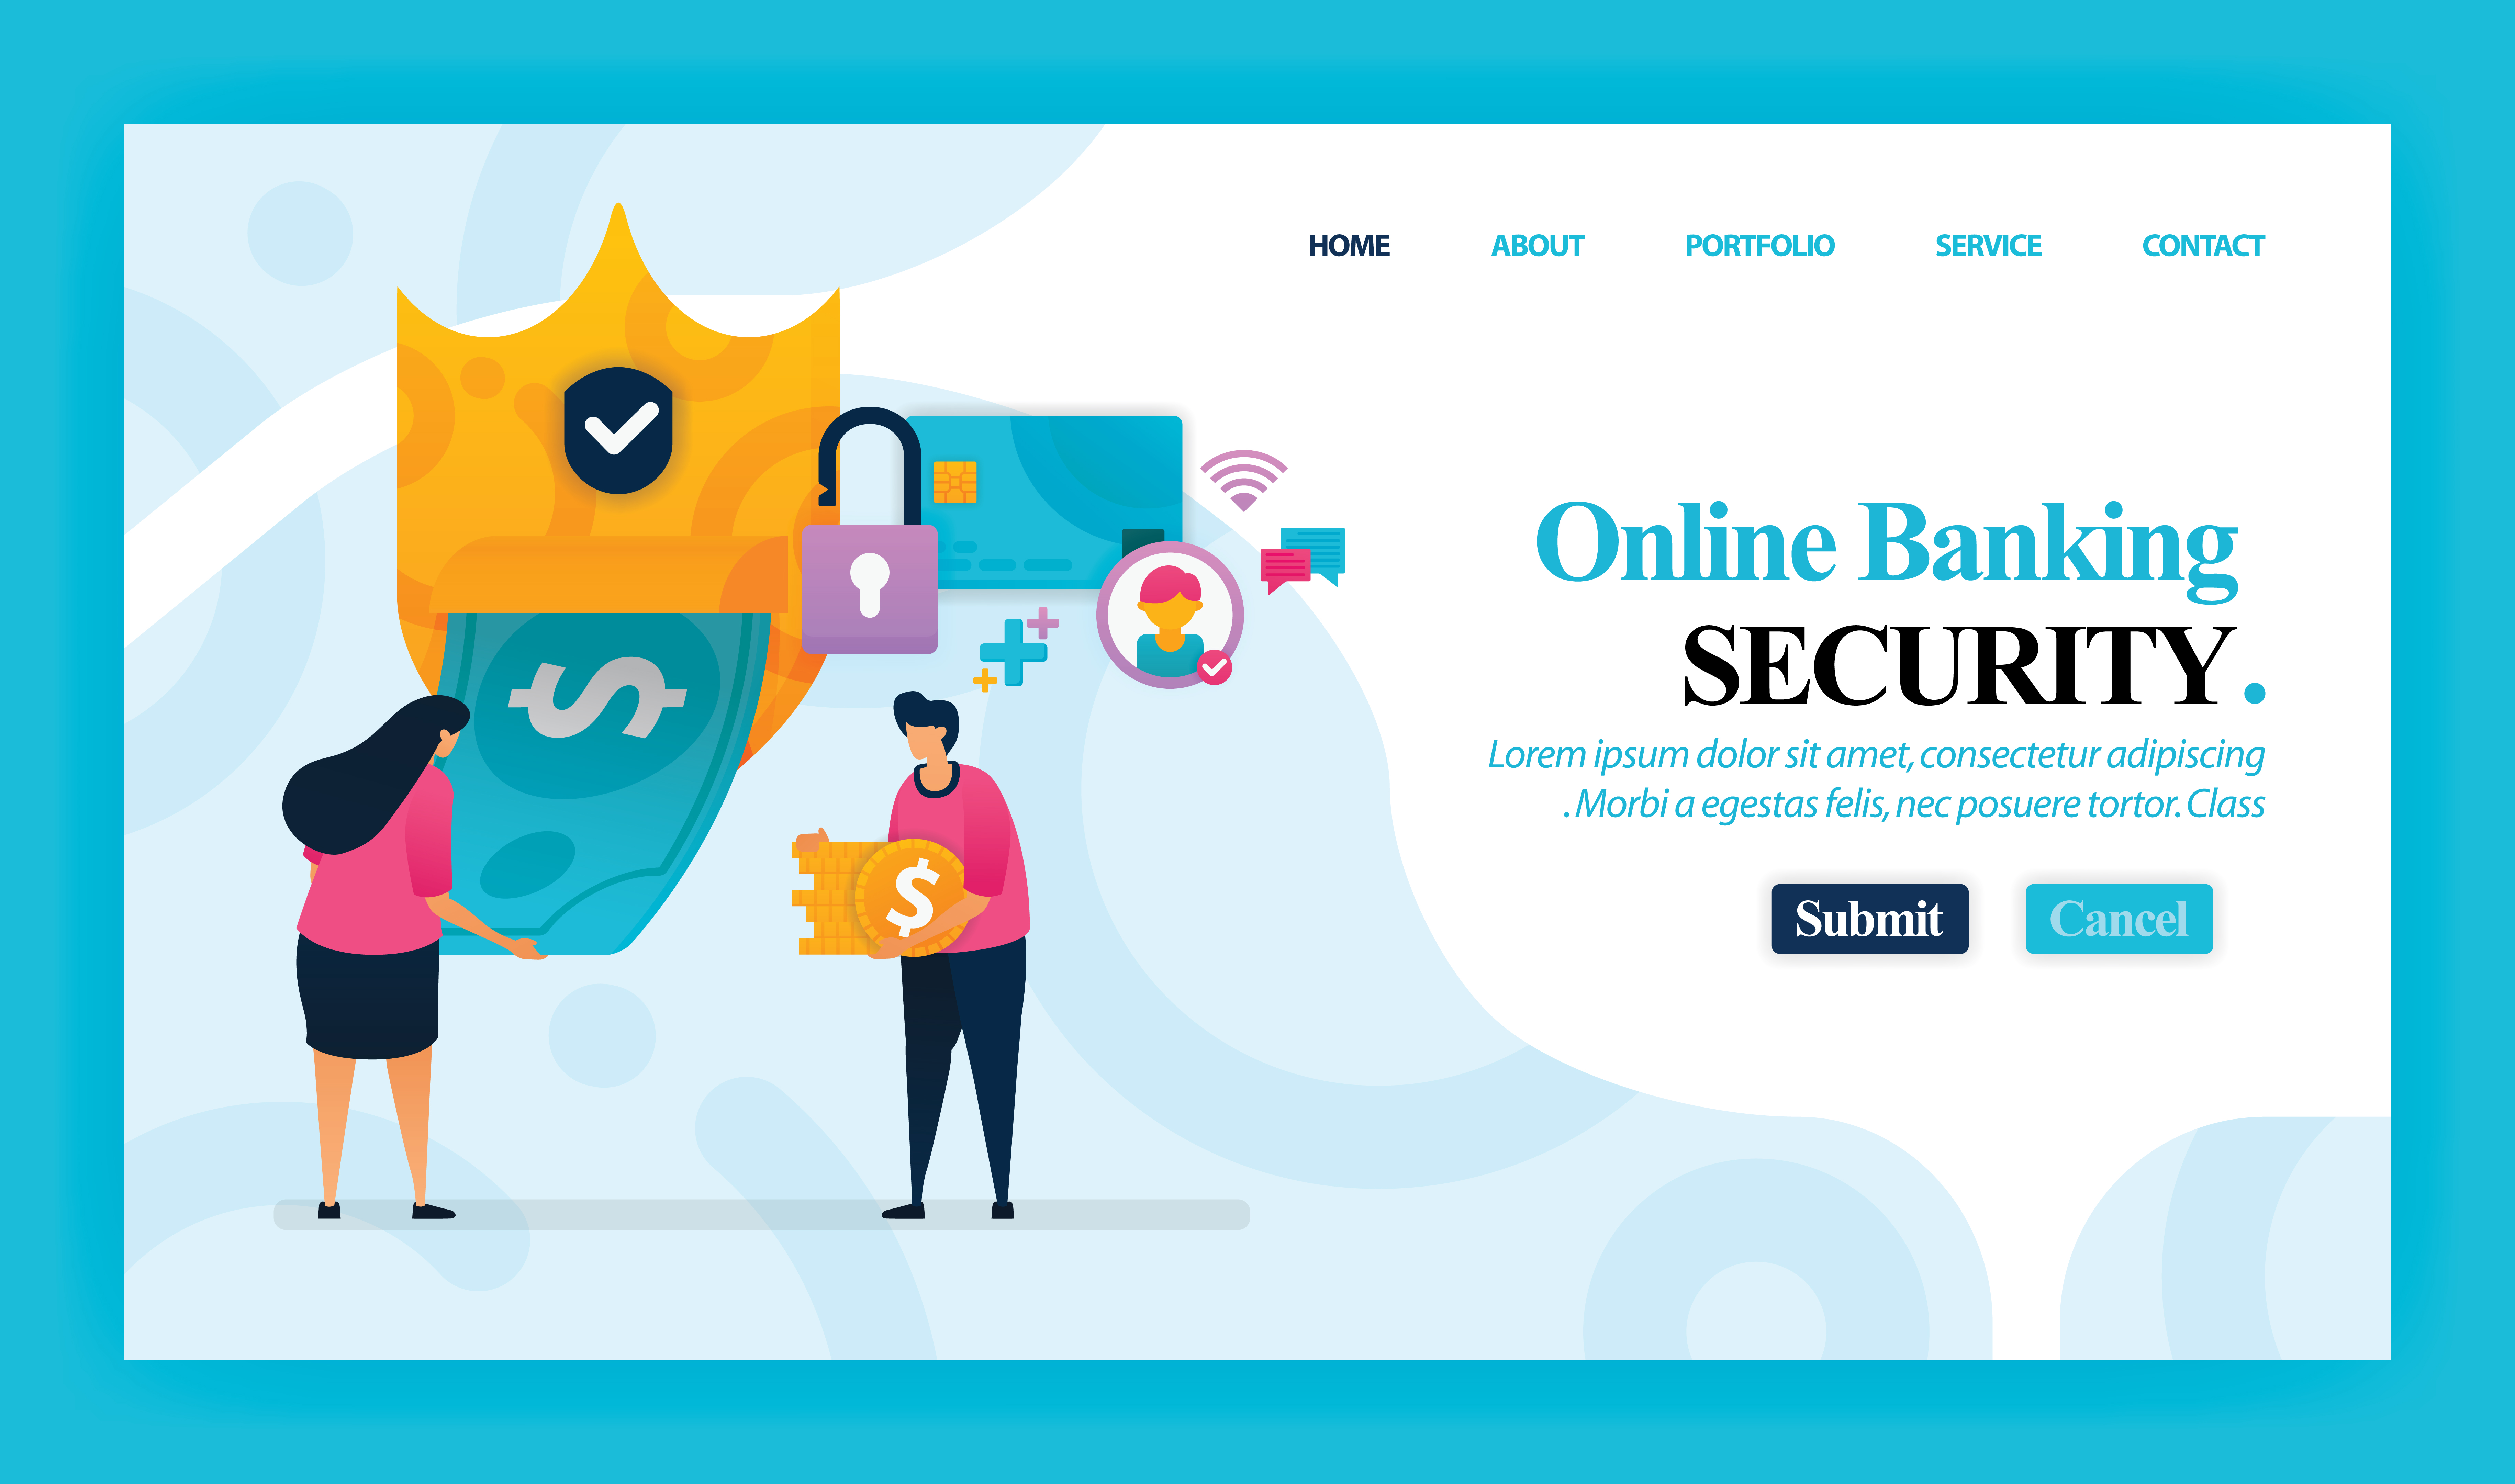 HOME ABOUT PORTFOLIO SERVICE CONTACT
Online Banking
SECURITY.
Lorem ipsum dolor sit amet, consectetur adipiscing
. Morbi a egestas felis, nec posuere tortor. Class
Submit Cancel
$
$